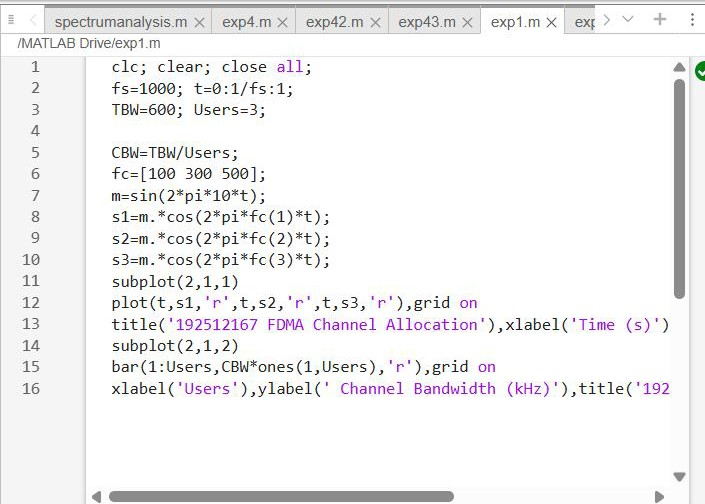 spectrumanalysis.m × exp4.m × exp42.m × exp43.m × exp1.m × exp
/MATLAB Drive/exp1.m
1 clc; clear; close all;
2 fs=1000; t=0:1/fs:1;
3 TBW=600; Users=3;
4
5 CBW=TBW/Users;
6 fc=[100 300 500];
7 m=sin(2*pi*10*t);
8 s1=m.*cos(2*pi*fc(1)*t);
9 s2=m.*cos(2*pi*fc(2)*t);
10 s3=m.*cos(2*pi*fc(3)*t);
11 subplot(2,1,1)
12 plot(t,s1,'r',t,s2,'r',t,s3,'r'),grid on
13 title('192512167 FDMA Channel Allocation'),xlabel('Time (s)')
14 subplot(2,1,2)
15 bar(1:Users,CBW*ones(1,Users),'r'),grid on
16 xlabel('Users'),ylabel(' Channel Bandwidth (kHz)'),title('192